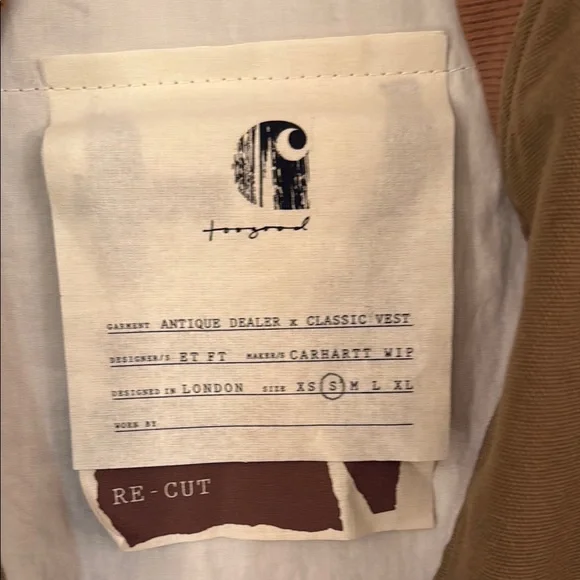 toogood
GARMENT ANTIQUE DEALER x CLASSIC VEST
DESIGNER/S ET FT MAKER/S CARHARTT WIP
DESIGNED IN LONDON SIZE XS S M L XL
WORN BY
RE-CUT